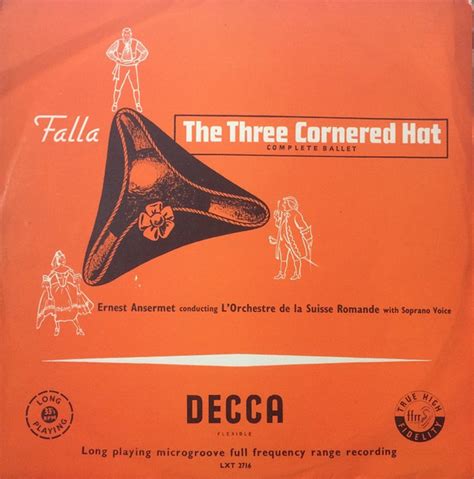 Falla
The Three Cornered Hat
COMPLETE BALLET
Ernest Ansermet conducting L'Orchestre de la Suisse Romande with Soprano Voice
LONG
33⅓
RPM
PLAYING
DECCA
FLEXIBLE
TRUE HIGH
ffrr
FIDELITY
Long playing microgroove full frequency range recording
LXT 2716